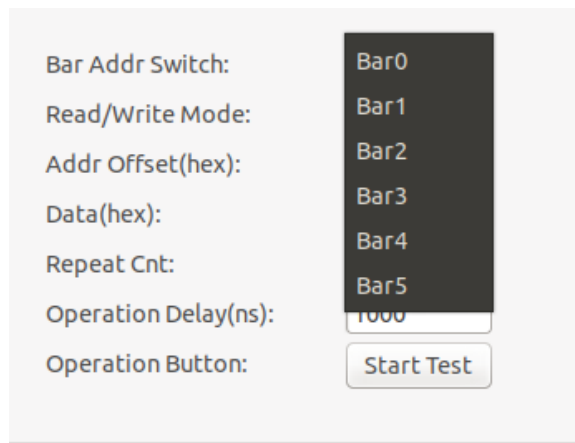 Bar Addr Switch:
Bar0
Read/Write Mode:
Bar1
Addr Offset(hex):
Bar2
Data(hex):
Bar3
Repeat Cnt:
Bar4
Bar5
Operation Delay(ns):
1000
Operation Button:
Start Test